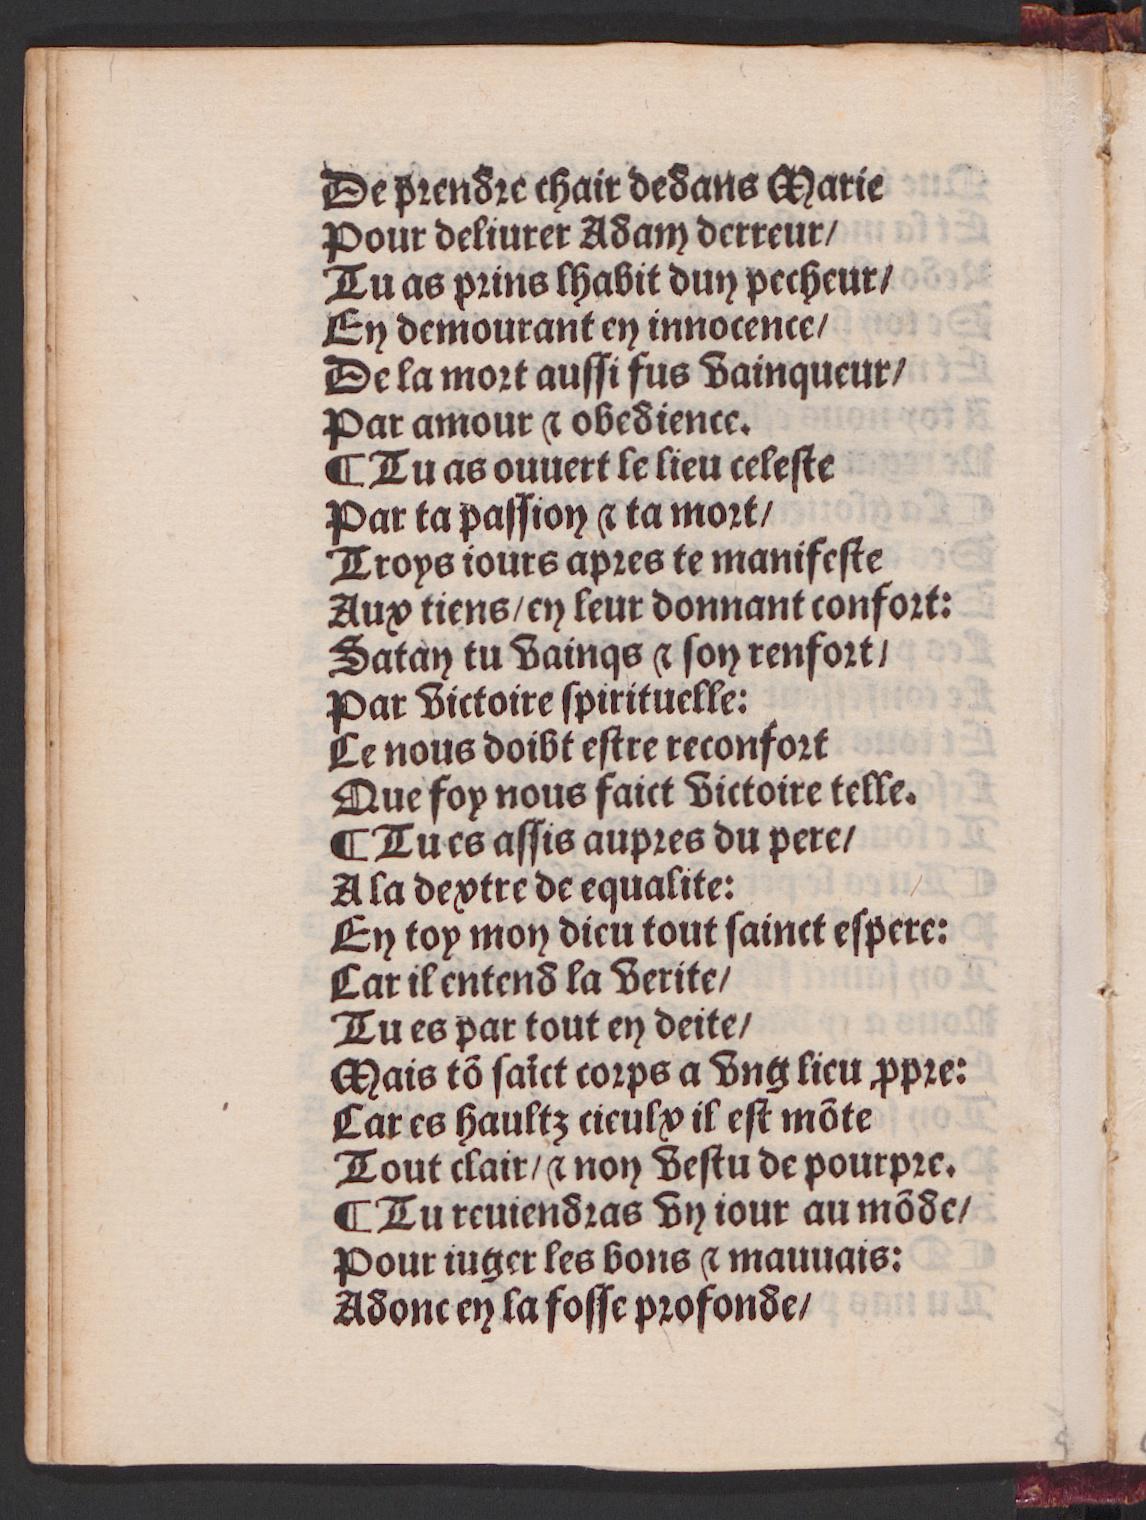 De prendre chair dedans Marie
Pour deliurer Adam derreur/
Tu as prins lhabit dun pecheur/
En demourant en innocence/
De la mort auſſi fus vainqueur/
Par amour ⁊ obedience.
¶ Tu as ouuert le lieu celeſte
Par ta paſſion ⁊ ta mort/
Troys iours apres te manifeſte
Aux tiens/en leur donnant confort:
Satan tu vainqs ⁊ ſon renfort/
Par victoire ſpirituelle:
Ce nous doibt eſtre reconfort
Que foy nous faict victoire telle.
¶ Tu es aſſis aupres du pere/
A la dextre de equalite:
En toy mon dieu tout ſainct eſpere:
Car il entend la verite/
Tu es par tout en deite/
Mais tõ ſaĩct corps a vng lieu ꝓpre:
Car es haultz cieulx il eſt mõte
Tout clair/⁊ non veſtu de pourpre.
¶ Tu reuiendras vn iour au mõde/
Pour iuger les bons ⁊ mauuais:
Adonc en la foſſe profonde/